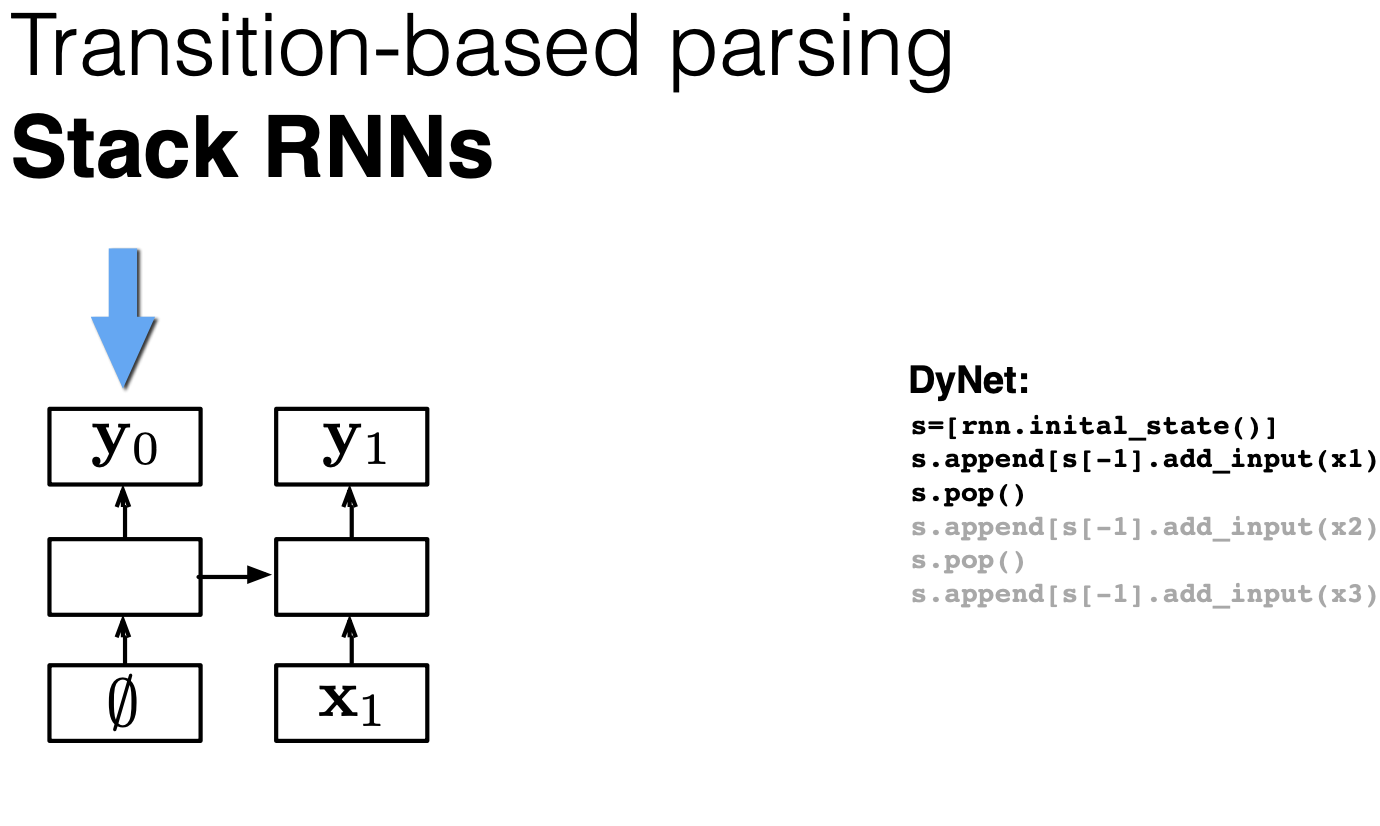 Transition-based parsing
Stack RNNs
y0 y1
∅ x1
DyNet:
s=[rnn.inital_state()]
s.append[s[-1].add_input(x1)
s.pop()
s.append[s[-1].add_input(x2)
s.pop()
s.append[s[-1].add_input(x3)